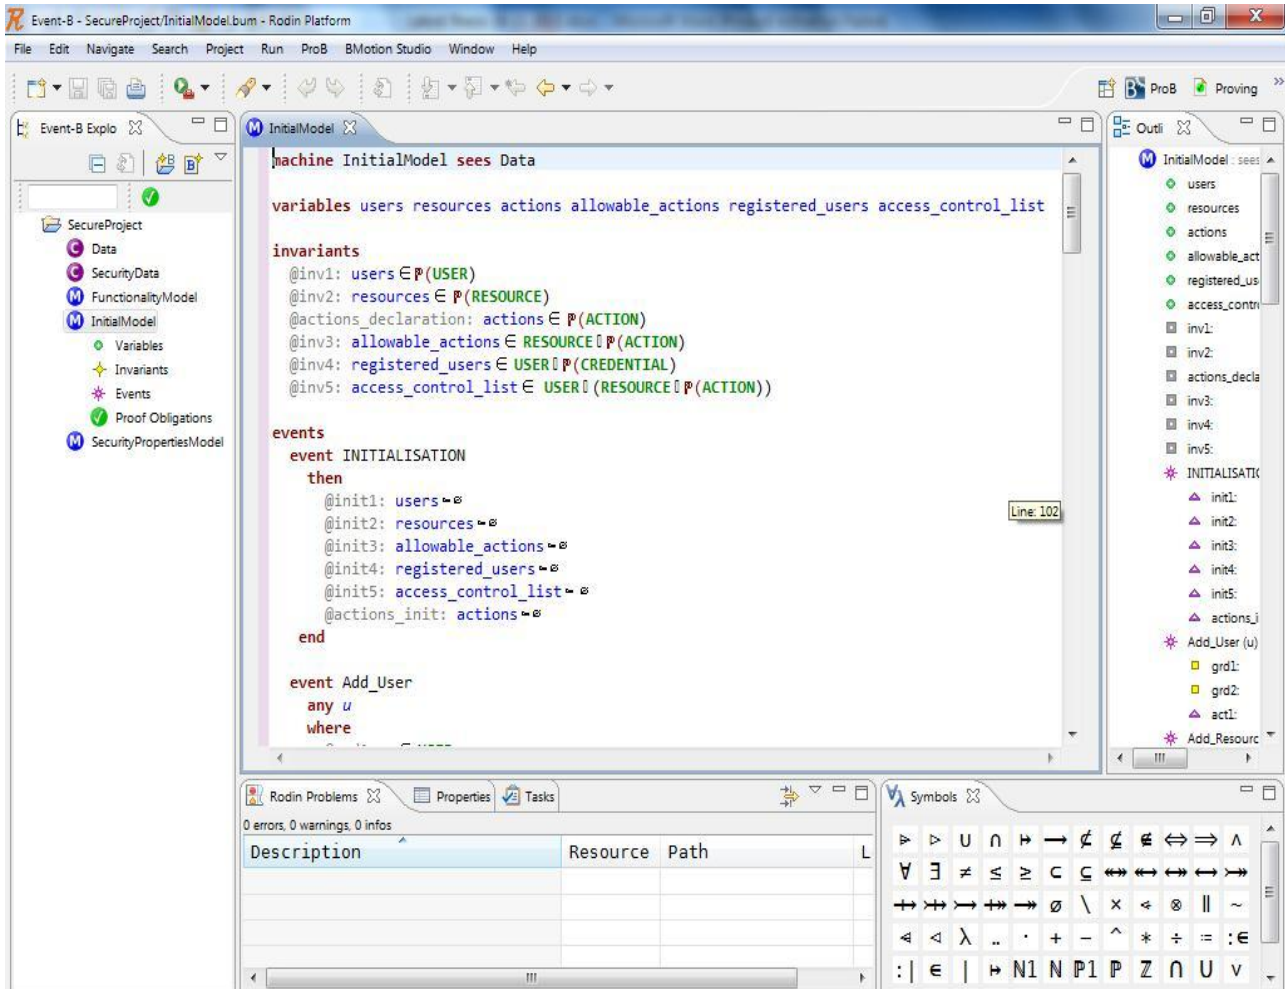 Event-B - SecureProject/InitialModel.bum - Rodin Platform
File Edit Navigate Search Project Run ProB BMotion Studio Window Help
ProB Proving »
Event-B Explo
SecureProject
Data
SecurityData
FunctionalityModel
InitialModel
Variables
Invariants
Events
Proof Obligations
SecurityPropertiesModel
InitialModel
machine InitialModel sees Data
variables users resources actions allowable_actions registered_users access_control_list
invariants
@inv1: users ∈ ℙ(USER)
@inv2: resources ∈ ℙ(RESOURCE)
@actions_declaration: actions ∈ ℙ(ACTION)
@inv3: allowable_actions ∈ RESOURCE ▯ ℙ(ACTION)
@inv4: registered_users ∈ USER ▯ ℙ(CREDENTIAL)
@inv5: access_control_list ∈ USER ▯ (RESOURCE ▯ ℙ(ACTION))
events
event INITIALISATION
then
@init1: users ≔ ∅
@init2: resources ≔ ∅
@init3: allowable_actions ≔ ∅
@init4: registered_users ≔ ∅
@init5: access_control_list ≔ ∅
@actions_init: actions ≔ ∅
end
event Add_User
any u
where
Line: 102
Outli
InitialModel : sees
users
resources
actions
allowable_act
registered_us
access_contr
inv1:
inv2:
actions_decla
inv3:
inv4:
inv5:
INITIALISATIO
init1:
init2:
init3:
init4:
init5:
actions_i
Add_User (u)
grd1:
grd2:
act1:
Add_Resourc
Rodin Problems Properties Tasks
0 errors, 0 warnings, 0 infos
Description Resource Path L
Symbols
⩥ ▷ ∪ ∩ ↦ → ⊄ ⊈ ∉ ⇔ ⇒ ∧
∀ ∃ ≠ ≤ ≥ ⊂ ⊆ ↔ ⤖
⇸ ⤔ ↣ ⤀ ↠ ∅ \ × ⊗ ∥ ∼
⩤ ◁ λ ‥ · + − ^ ∗ ÷ ≔ :∈
:∣ ∈ ∣ ↦ ℕ1 ℕ ℙ1 ℙ ℤ ⋂ ⋃ ∨